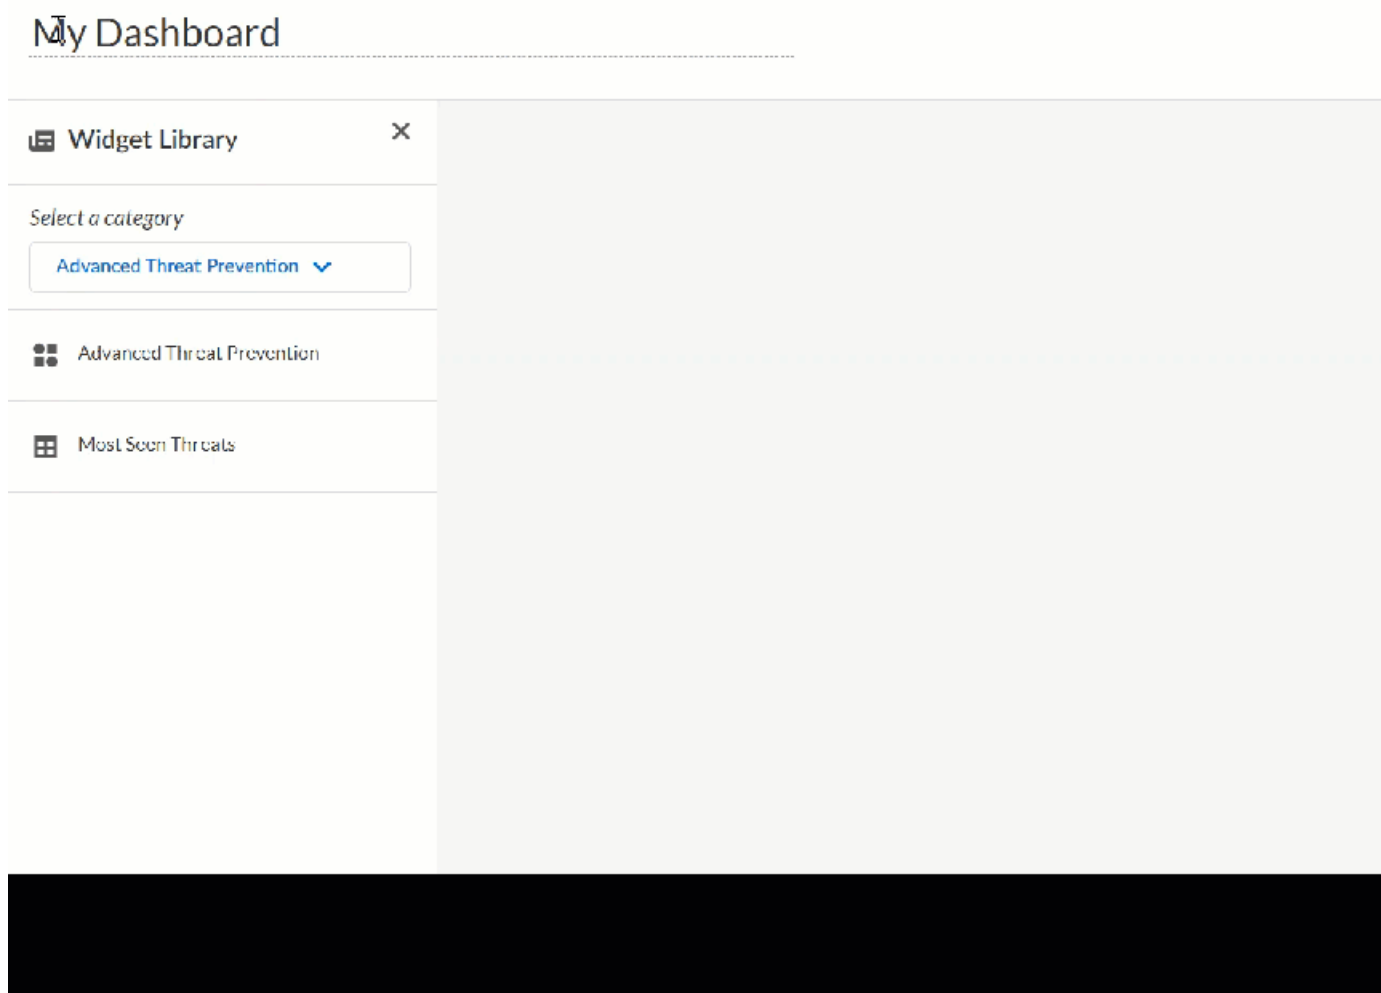 My Dashboard
Widget Library
Select a category
Advanced Threat Prevention
Advanced Threat Prevention
Most Seen Threats